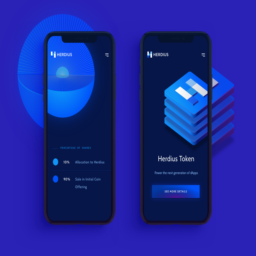 HERDIUS
10% Allocation to Herdius
90% Sale in Initial Coin
Offering
HERDIUS
Herdius Token
Power the next generation of dApps
SEE MORE DETAILS